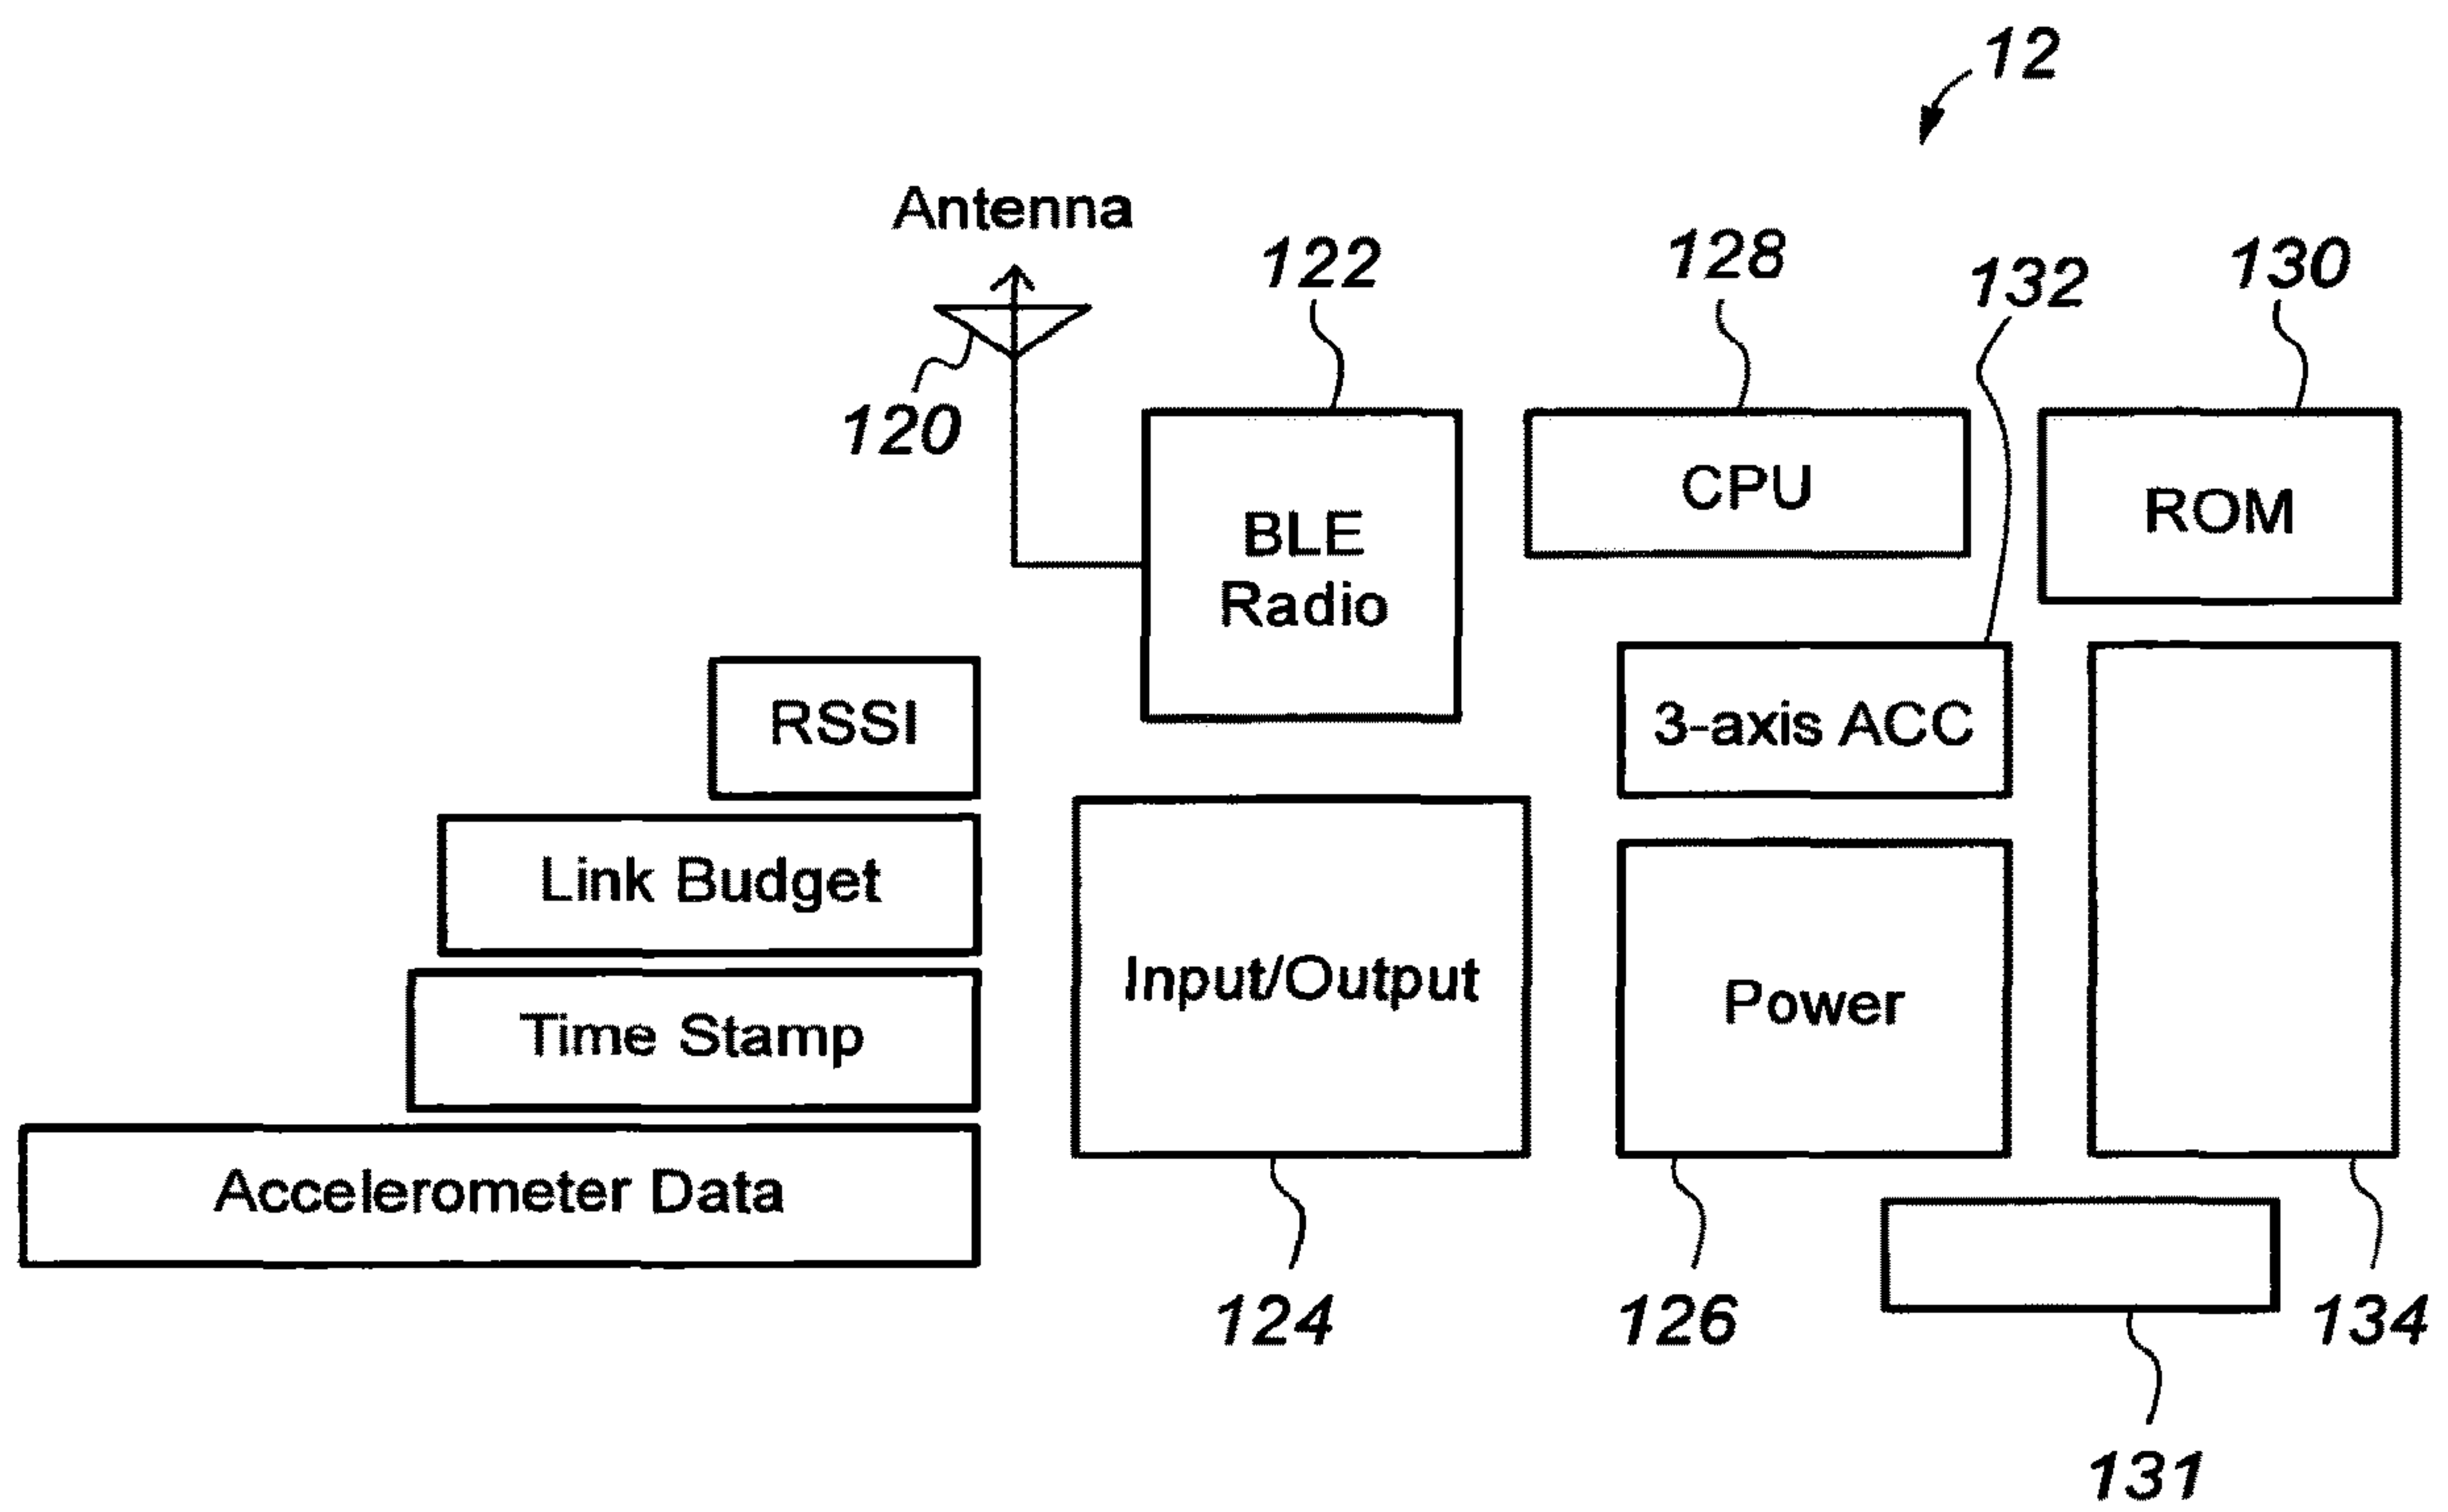 12
Antenna
122
128
132
130
120
CPU
BLE
Radio
ROM
RSSI
3-axis ACC
Link Budget
Input/Output
Power
Time Stamp
Accelerometer Data
124
126
134
131